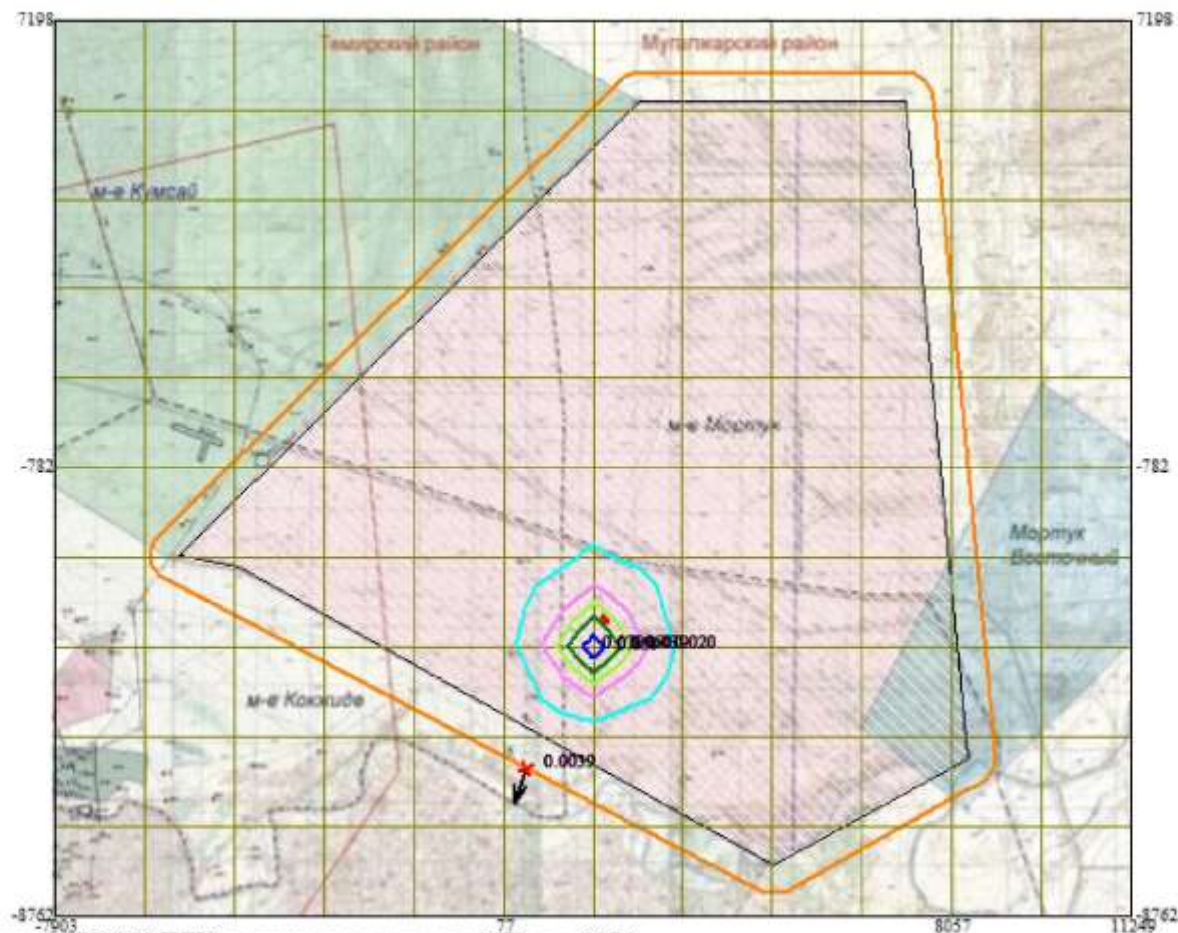 7198
7198
Темирский район
Мугалжарский район
м-е Кумсай
м-е Мортук
-782
-782
Мортук
Восточный
м-е Кокжиде
0.0039
-8762
-8762
-7903
77
8057
11249